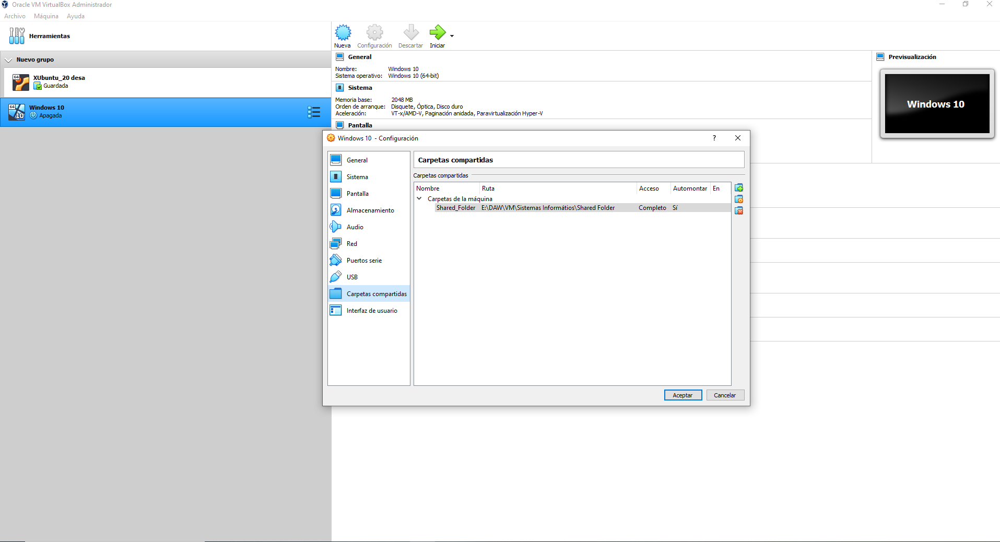 Oracle VM VirtualBox Administrador
Archivo Máquina Ayuda
Herramientas
Nueva Configuración Descartar Iniciar
Nuevo grupo
64
XUbuntu_20 desa
Guardada
64
10
Windows 10
Apagada
General
Nombre: Windows 10
Sistema operativo: Windows 10 (64-bit)
Sistema
Memoria base: 2048 MB
Orden de arranque: Disquete, Óptica, Disco duro
Aceleración: VT-x/AMD-V, Paginación anidada, Paravirtualización Hyper-V
Pantalla
Previsualización
Windows 10
Windows 10 - Configuración
?
General
Sistema
Pantalla
Almacenamiento
Audio
Red
Puertos serie
USB
Carpetas compartidas
Interfaz de usuario
Carpetas compartidas
Carpetas compartidas
Nombre Ruta Acceso Automontar En
Carpetas de la máquina
Shared_Folder E:\DAW\VM\Sistemas Informátios\Shared Folder Completo Sí
Aceptar Cancelar